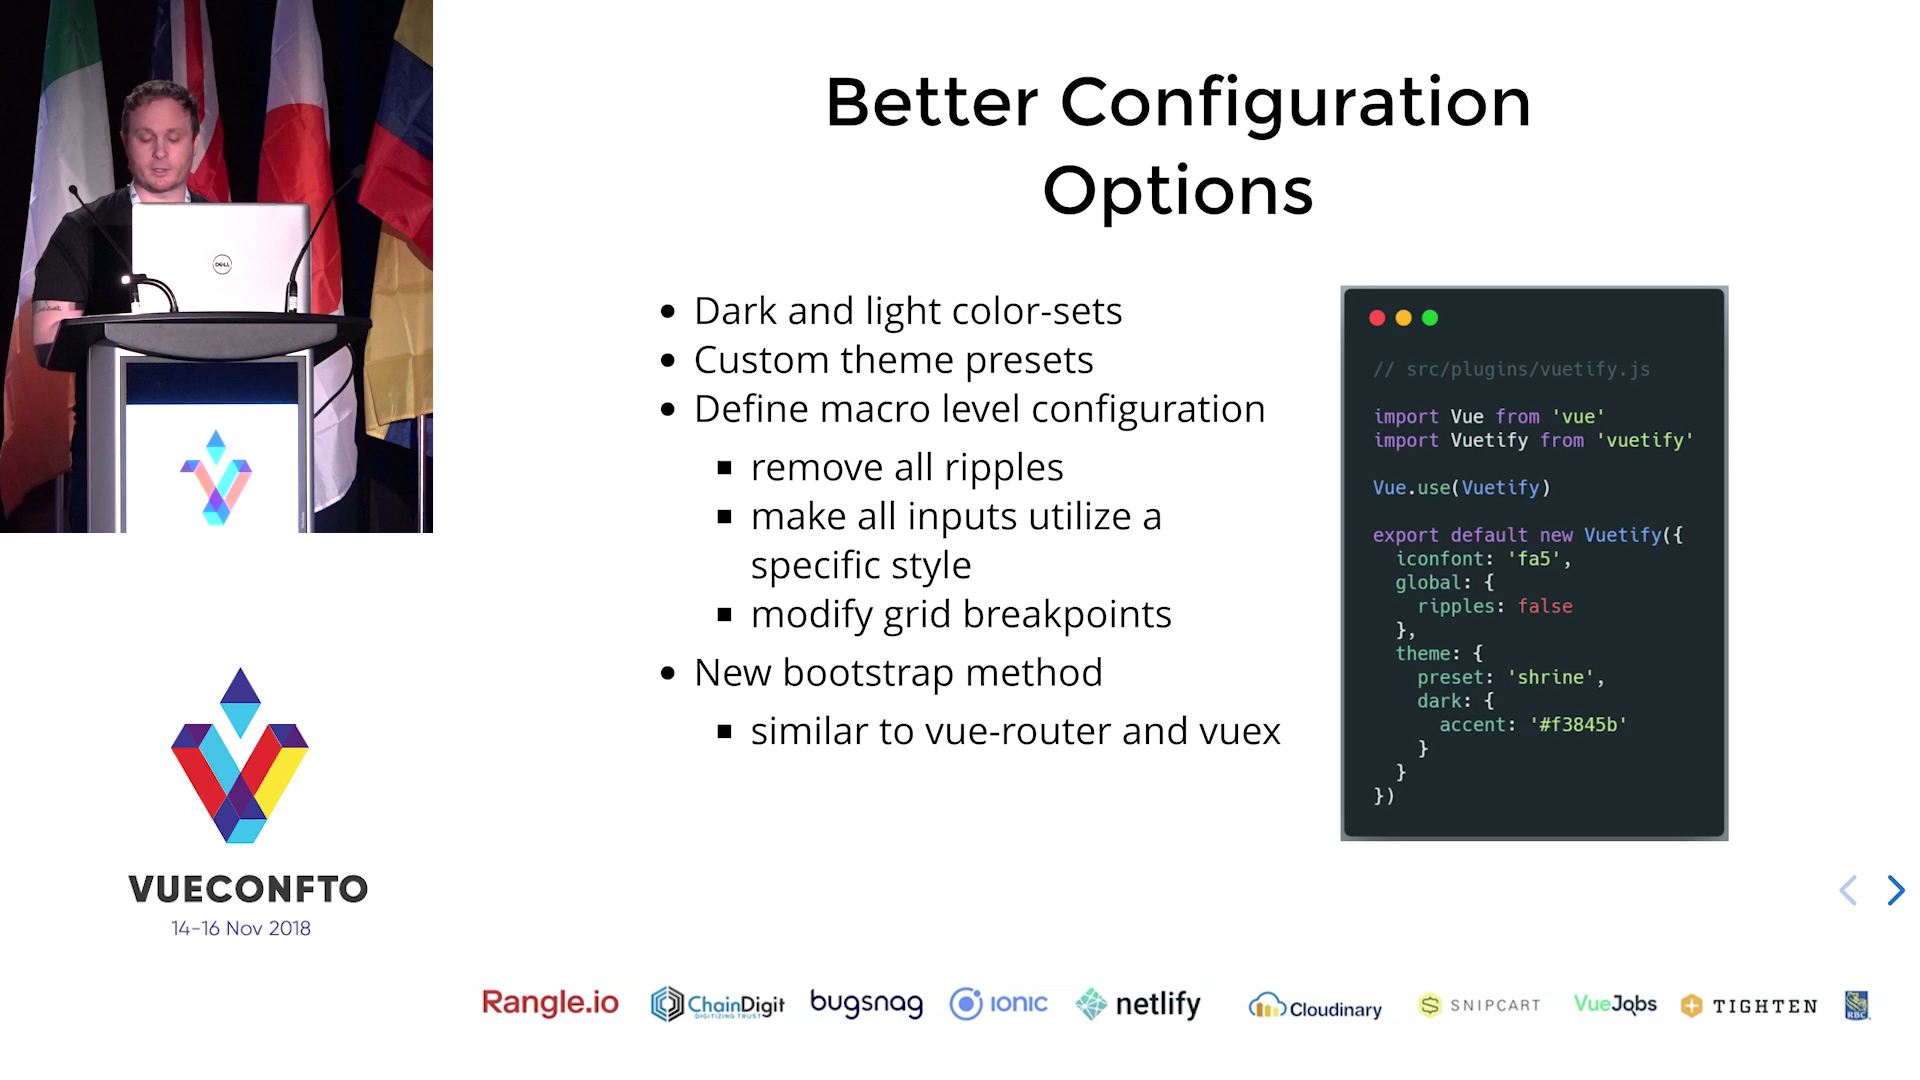 Better Configuration
Options
• Dark and light color-sets
• Custom theme presets
• Define macro level configuration
▪ remove all ripples
▪ make all inputs utilize a
specific style
▪ modify grid breakpoints
• New bootstrap method
▪ similar to vue-router and vuex
// src/plugins/vuetify.js
import Vue from 'vue'
import Vuetify from 'vuetify'
Vue.use(Vuetify)
export default new Vuetify({
iconfont: 'fa5',
global: {
ripples: false
},
theme: {
preset: 'shrine',
dark: {
accent: '#f3845b'
}
}
})
DELL
VUECONFTO
14-16 Nov 2018
Rangle.io
ChainDigit
DIGITIZING TRUST
bugsnag
IONIC
netlify
Cloudinary
SNIPCART
VueJobs
TIGHTEN
RBC